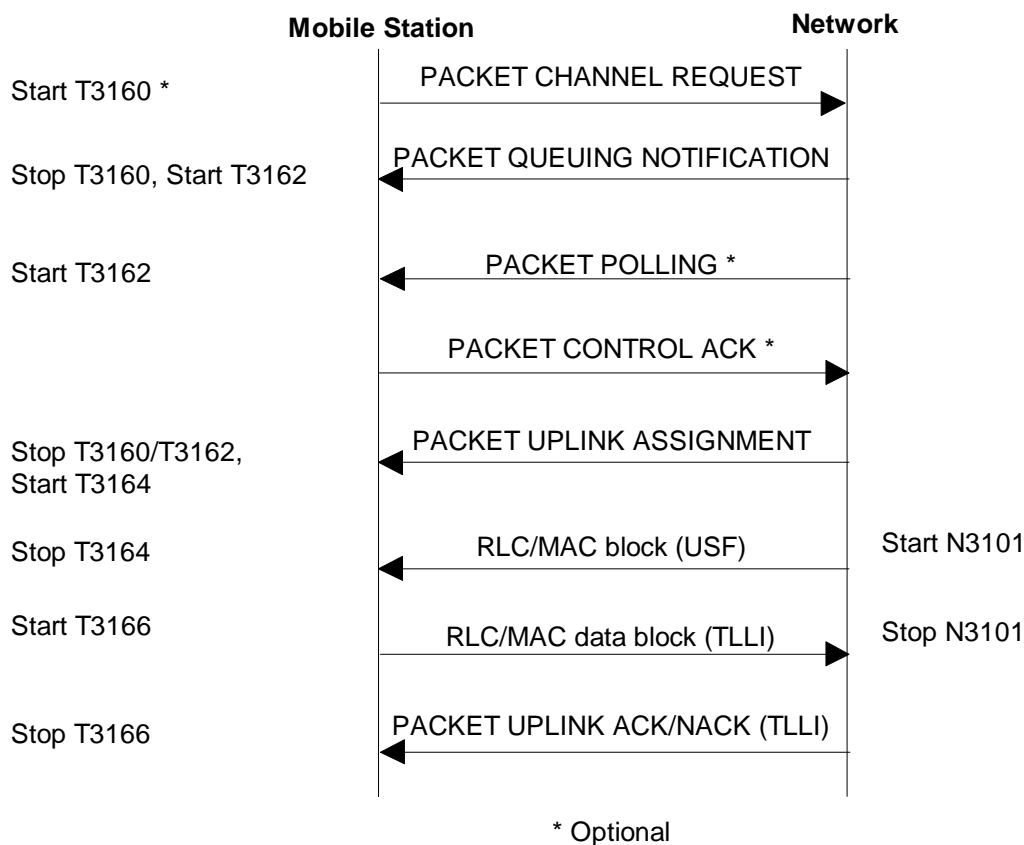 Mobile Station
Network
PACKET CHANNEL REQUEST
Start T3160 *
PACKET QUEUING NOTIFICATION
Stop T3160, Start T3162
PACKET POLLING *
Start T3162
PACKET CONTROL ACK *
PACKET UPLINK ASSIGNMENT
Stop T3160/T3162,
Start T3164
RLC/MAC block (USF)
Start N3101
Stop T3164
Start T3166
RLC/MAC data block (TLLI)
Stop N3101
PACKET UPLINK ACK/NACK (TLLI)
Stop T3166
* Optional